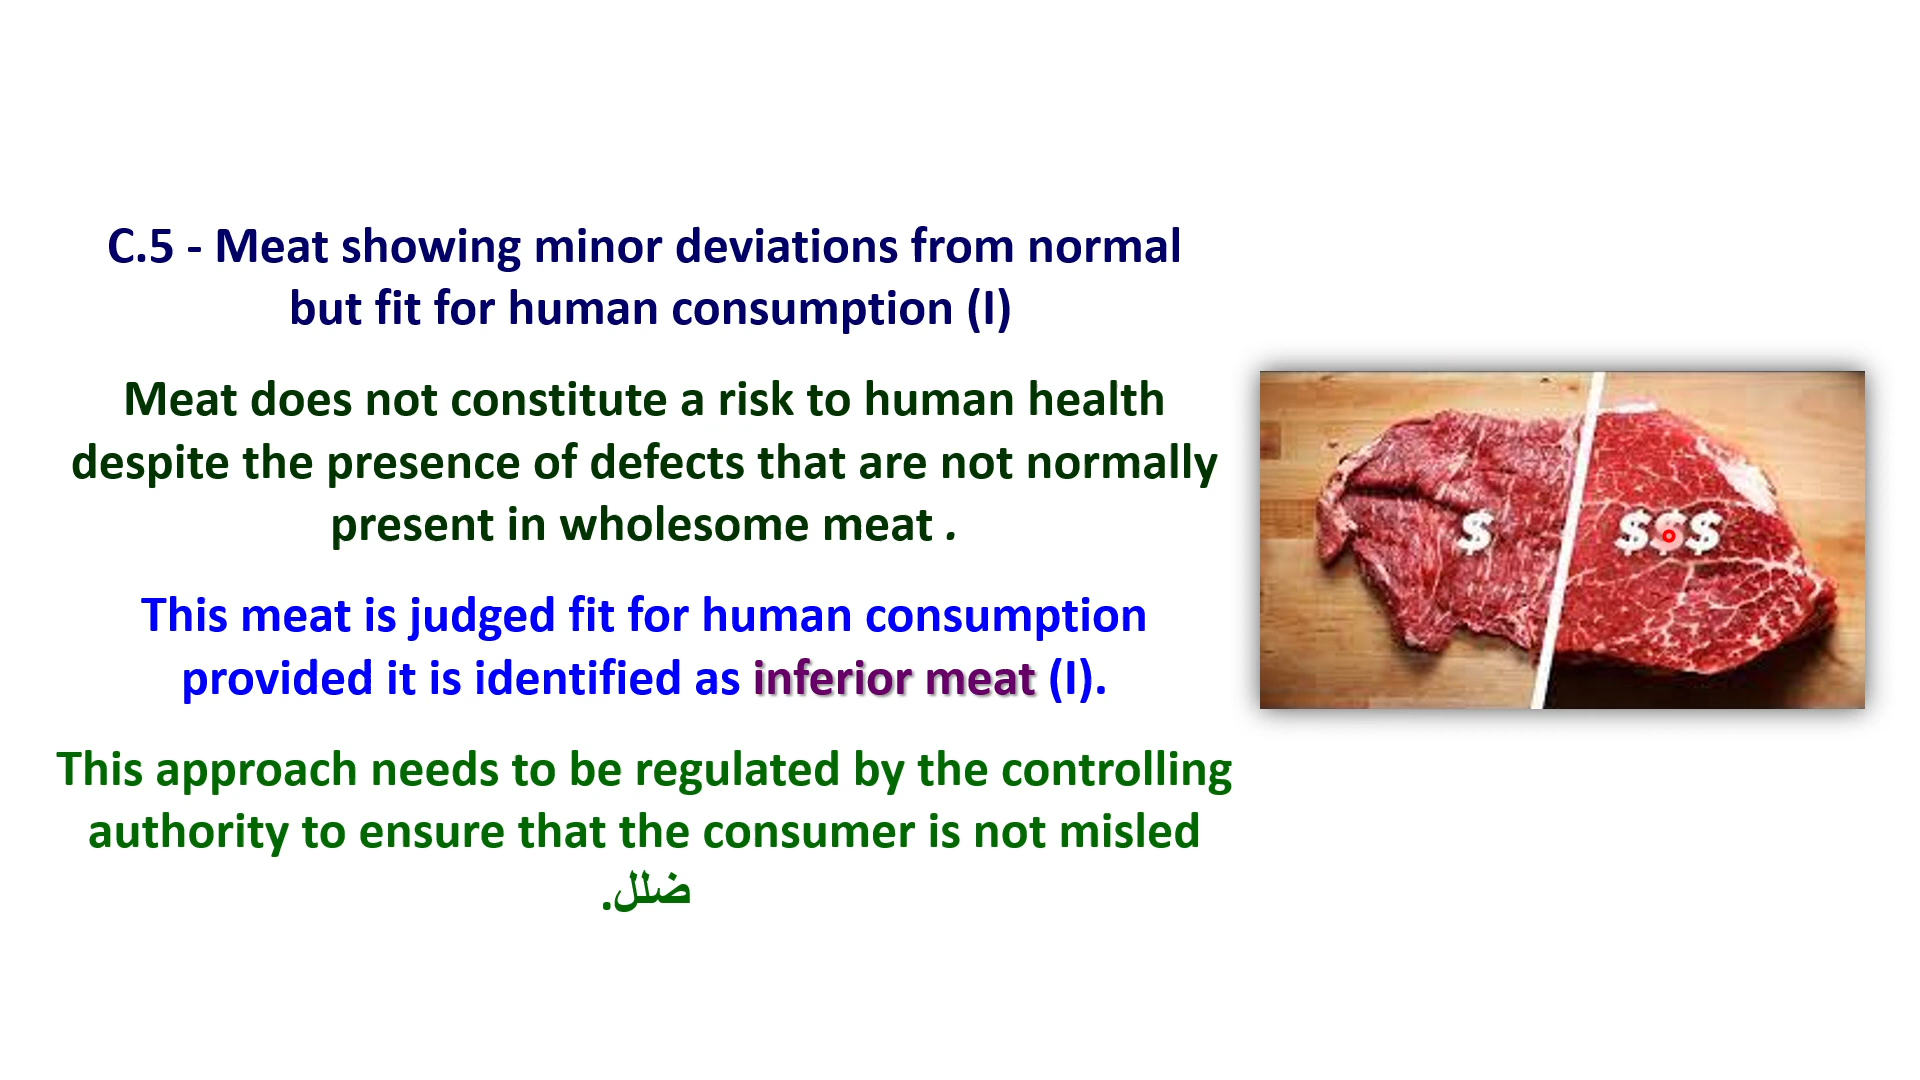 C.5 - Meat showing minor deviations from normal
but fit for human consumption (I)
Meat does not constitute a risk to human health
despite the presence of defects that are not normally
present in wholesome meat .
This meat is judged fit for human consumption
provided it is identified as inferior meat (I).
This approach needs to be regulated by the controlling
authority to ensure that the consumer is not misled
ضلل.
$
$$$